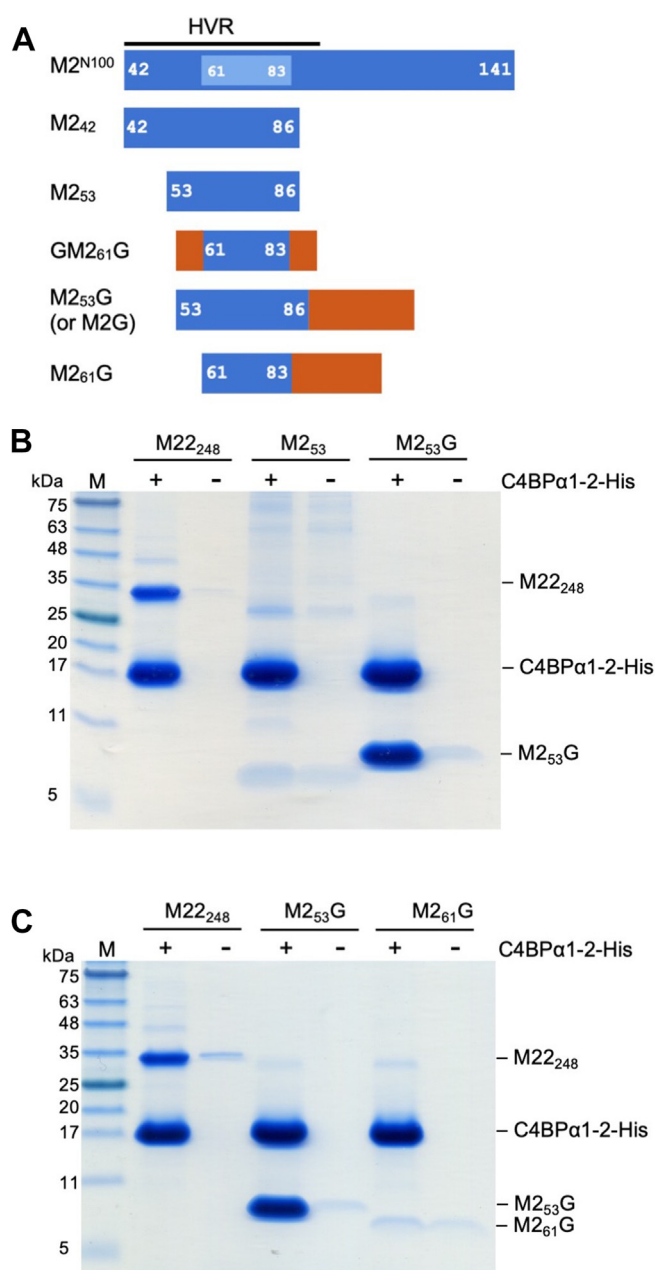 A
HVR
M2ᴺ¹⁰⁰ 42 61 83 141
M2₄₂ 42 86
M2₅₃ 53 86
GM2₆₁G 61 83
M2₅₃G
(or M2G) 53 86
M2₆₁G 61 83
B
M22₂₄₈ M2₅₃ M2₅₃G
kDa M + - + - + - C4BPα1-2-His
75
63
48
35 – M22₂₄₈
25
20
17 – C4BPα1-2-His
11
– M2₅₃G
5
C
M22₂₄₈ M2₅₃G M2₆₁G
kDa M + - + - + - C4BPα1-2-His
75
63
48
35 – M22₂₄₈
25
20
17 – C4BPα1-2-His
11
– M2₅₃G
– M2₆₁G
5